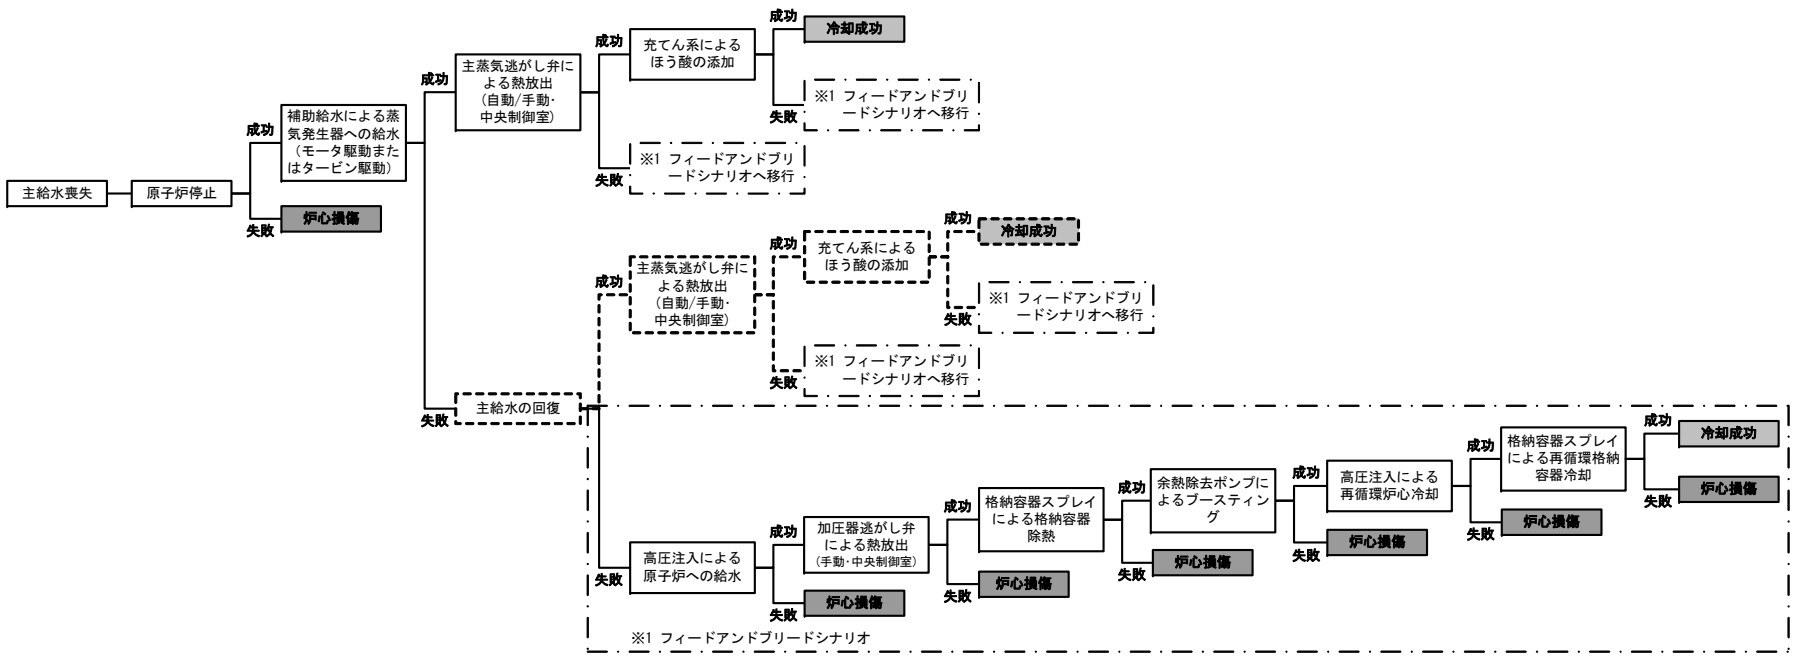 主給水喪失
原子炉停止
成功
補助給水による蒸
気発生器への給水
(モータ駆動また
はタービン駆動)
失敗
炉心損傷
成功
主蒸気逃がし弁に
よる熱放出
(自動/手動・
中央制御室)
成功
充てん系による
ほう酸の添加
成功
冷却成功
失敗
※1 フィードアンドブリ
ードシナリオへ移行
失敗
※1 フィードアンドブリ
ードシナリオへ移行
失敗
主給水の回復
成功
主蒸気逃がし弁に
よる熱放出
(自動/手動・
中央制御室)
成功
充てん系による
ほう酸の添加
成功
冷却成功
失敗
※1 フィードアンドブリ
ードシナリオへ移行
失敗
※1 フィードアンドブリ
ードシナリオへ移行
失敗
高圧注入による
原子炉への給水
成功
加圧器逃がし弁
による熱放出
(手動・中央制御室)
失敗
炉心損傷
成功
格納容器スプレイ
による格納容器
除熱
失敗
炉心損傷
成功
余熱除去ポンプに
よるブースティン
グ
失敗
炉心損傷
成功
高圧注入による
再循環炉心冷却
失敗
炉心損傷
成功
格納容器スプレイ
による再循環格納
容器冷却
失敗
炉心損傷
成功
冷却成功
失敗
炉心損傷
※1 フィードアンドブリードシナリオ